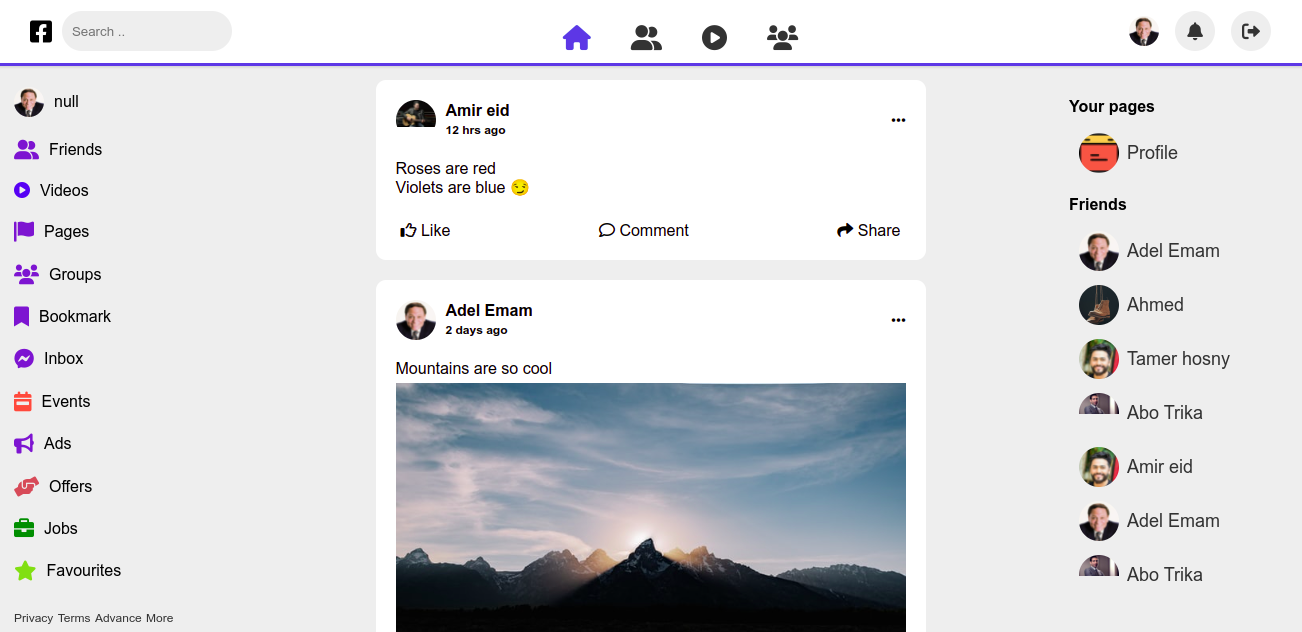 Search ..
null
Friends
Videos
Pages
Groups
Bookmark
Inbox
Events
Ads
Offers
Jobs
Favourites
Privacy Terms Advance More
Amir eid
12 hrs ago
Roses are red
Violets are blue 😏
Like Comment Share
Adel Emam
2 days ago
Mountains are so cool
Your pages
Profile
Friends
Adel Emam
Ahmed
Tamer hosny
Abo Trika
Amir eid
Adel Emam
Abo Trika